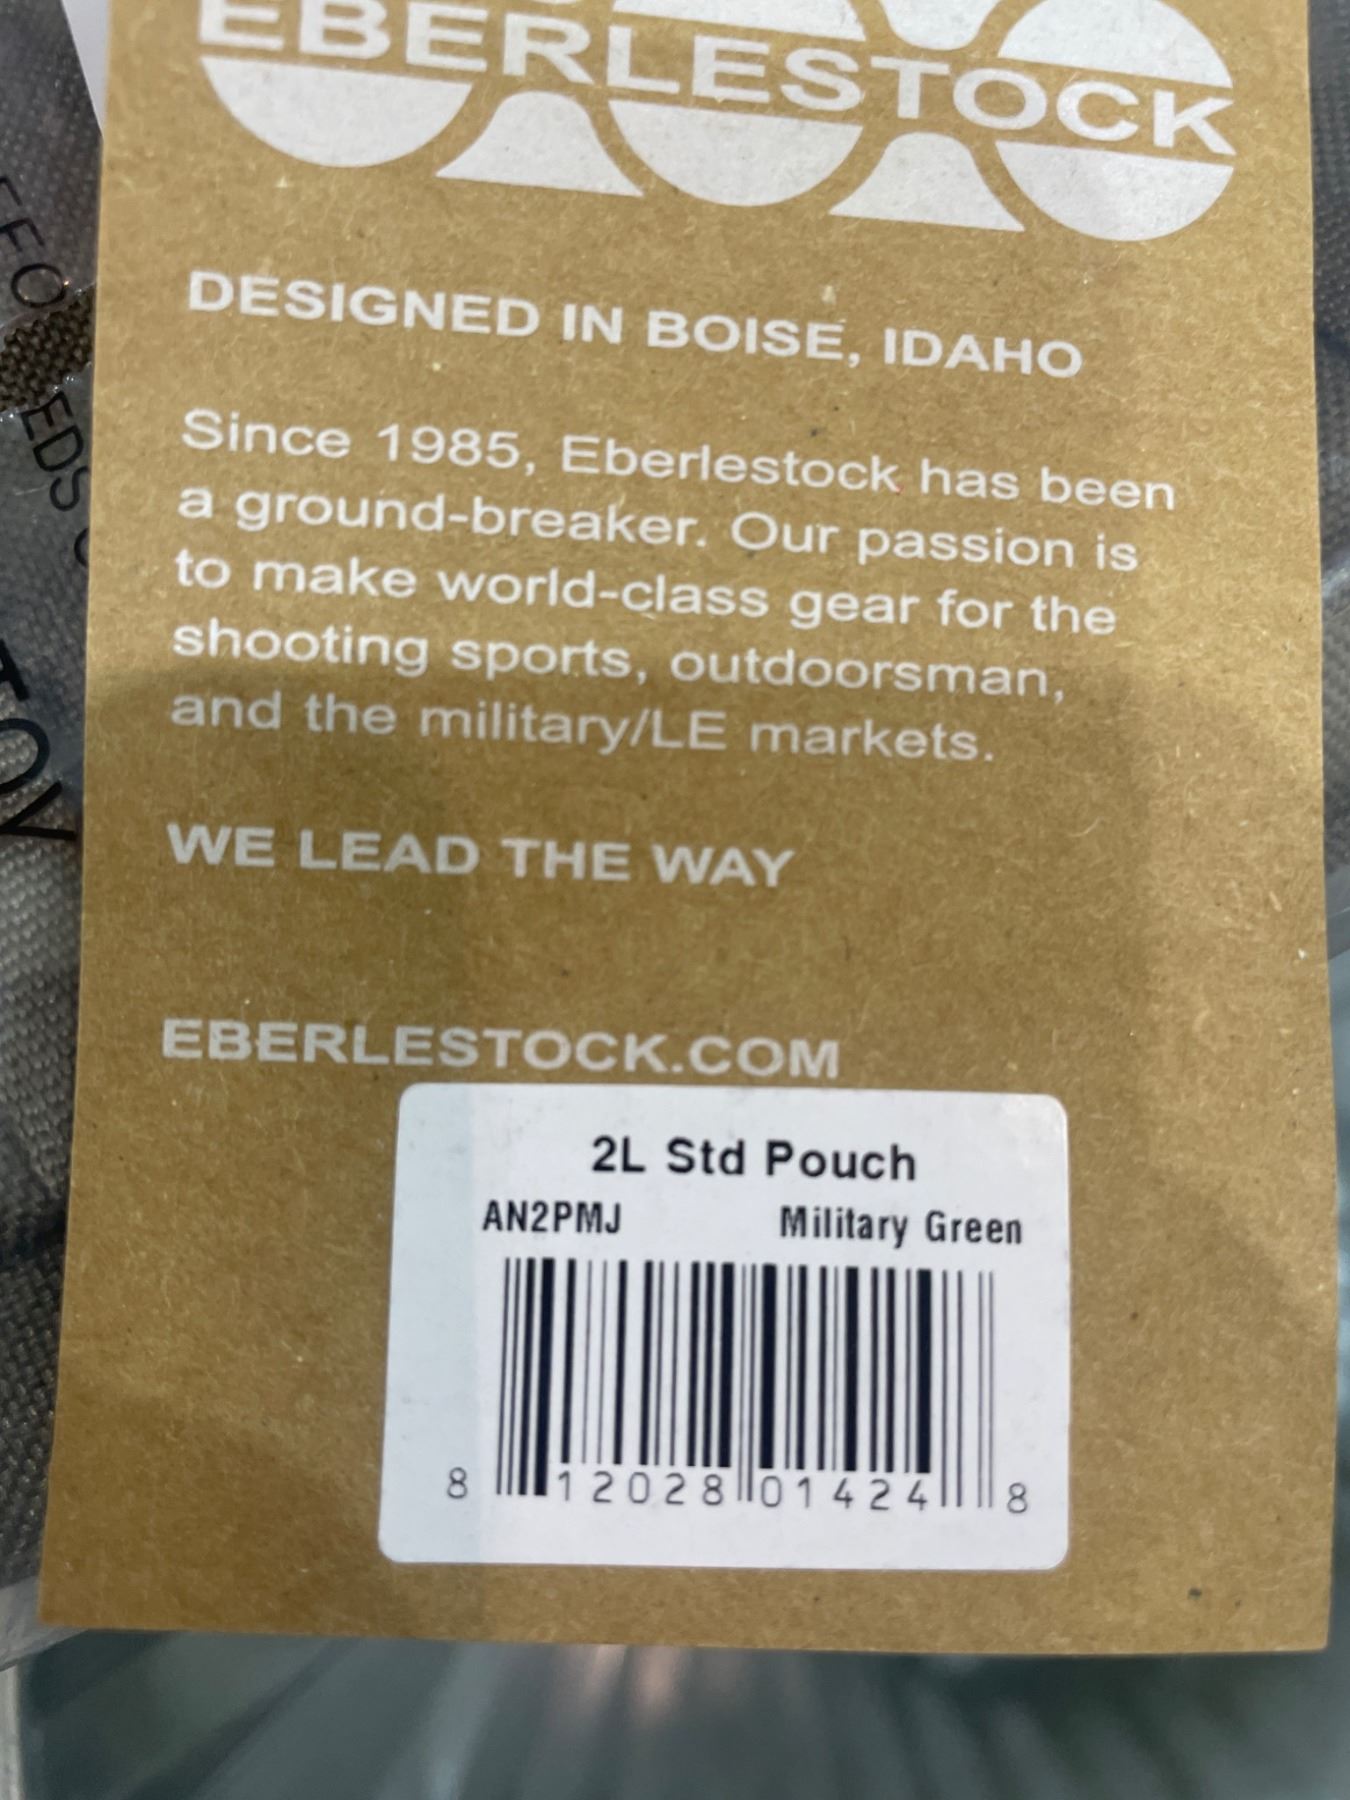 EBERLESTOCK
DESIGNED IN BOISE, IDAHO
Since 1985, Eberlestock has been
a ground-breaker. Our passion is
to make world-class gear for the
shooting sports, outdoorsman,
and the military/LE markets.
WE LEAD THE WAY
EBERLESTOCK.COM
2L Std Pouch
AN2PMJ Military Green
8 12028 01424 8